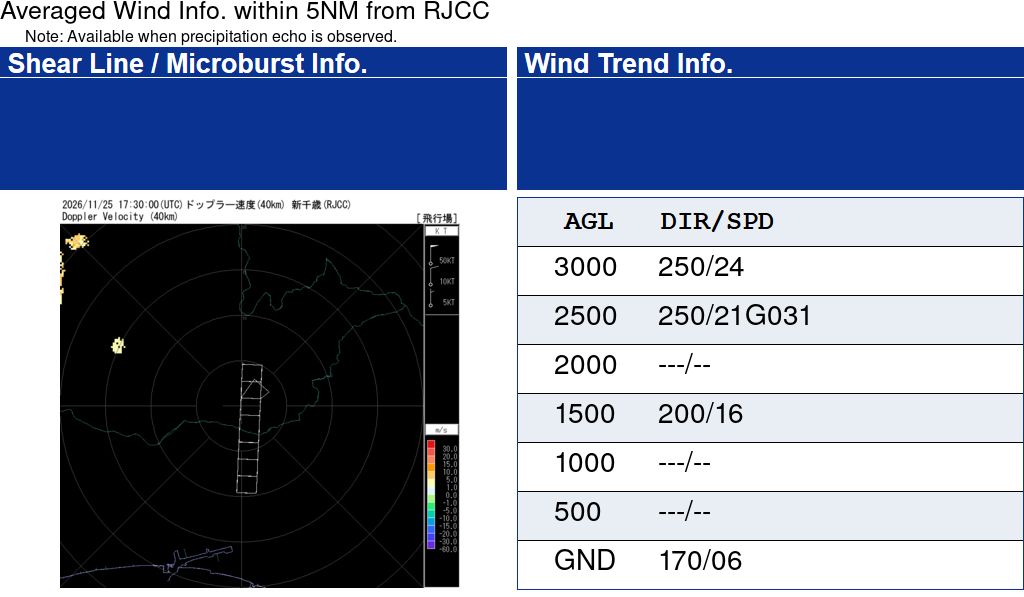 Averaged Wind Info. within 5NM from RJCC
Note: Available when precipitation echo is observed.
Shear Line / Microburst Info.
Wind Trend Info.
2026/11/25 17:30:00(UTC) ドップラー速度(40km) 新千歳(RJCC)
Doppler Velocity (40km)
[飛行場]
K T
50KT
10KT
5KT
m/s
30.0
20.0
15.0
10.0
5.0
1.0
0.0
-1.0
-5.0
-10.0
-15.0
-20.0
-30.0
-60.0
AGL DIR/SPD
3000 250/24
2500 250/21G031
2000 ---/--
1500 200/16
1000 ---/--
500 ---/--
GND 170/06